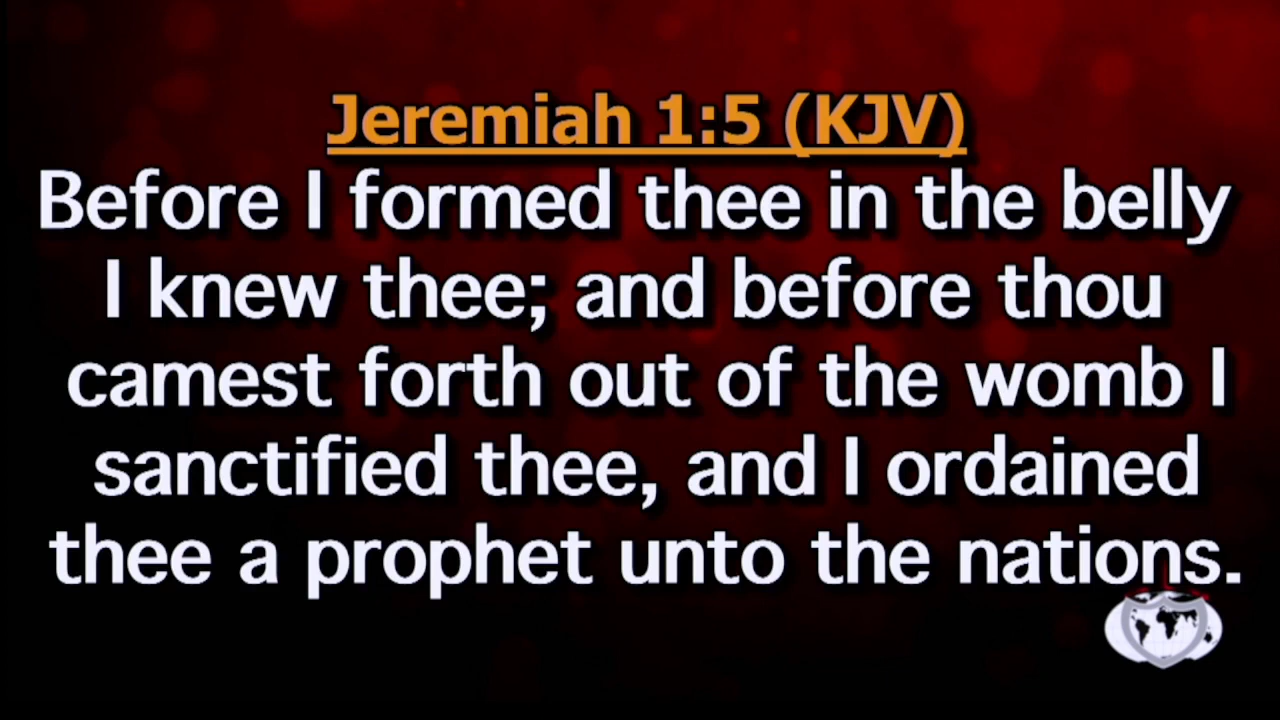 Jeremiah 1:5 (KJV)
Before I formed thee in the belly
I knew thee; and before thou
camest forth out of the womb I
sanctified thee, and I ordained
thee a prophet unto the nations.